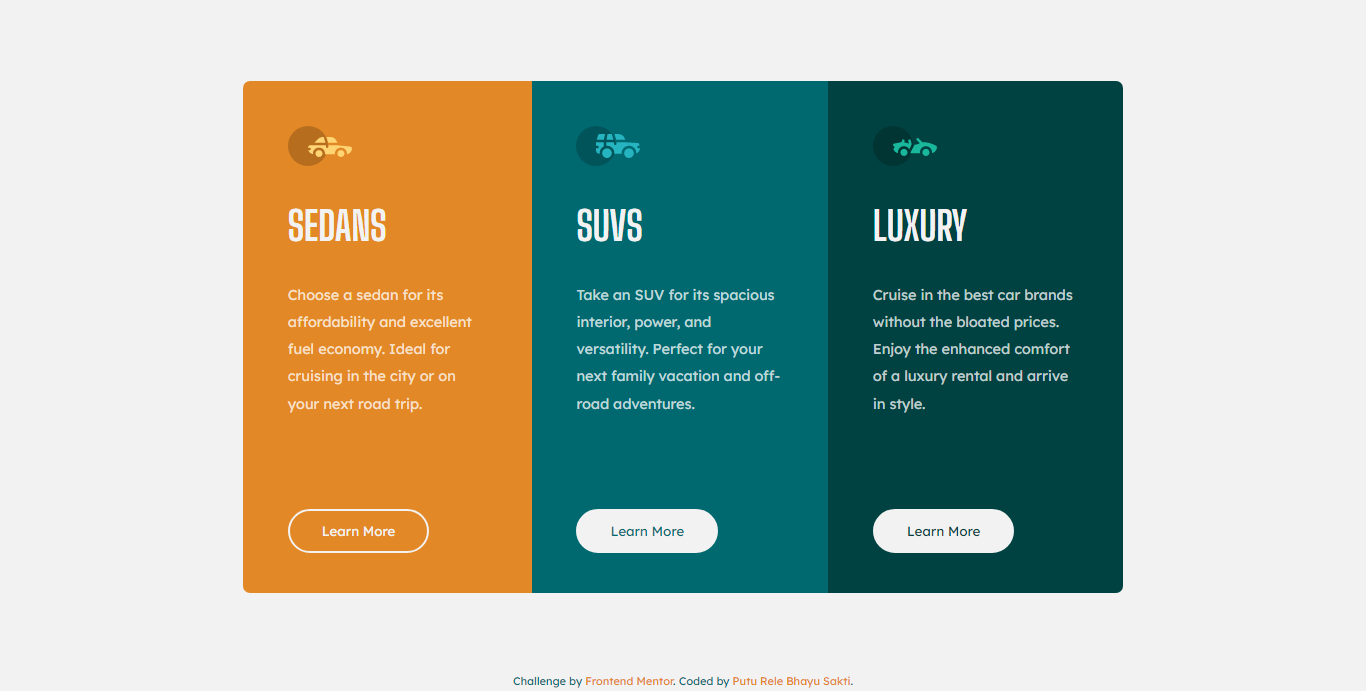 SEDANS
Choose a sedan for its
affordability and excellent
fuel economy. Ideal for
cruising in the city or on
your next road trip.
Learn More
SUVS
Take an SUV for its spacious
interior, power, and
versatility. Perfect for your
next family vacation and off-
road adventures.
Learn More
LUXURY
Cruise in the best car brands
without the bloated prices.
Enjoy the enhanced comfort
of a luxury rental and arrive
in style.
Learn More
Challenge by Frontend Mentor. Coded by Putu Rele Bhayu Sakti.